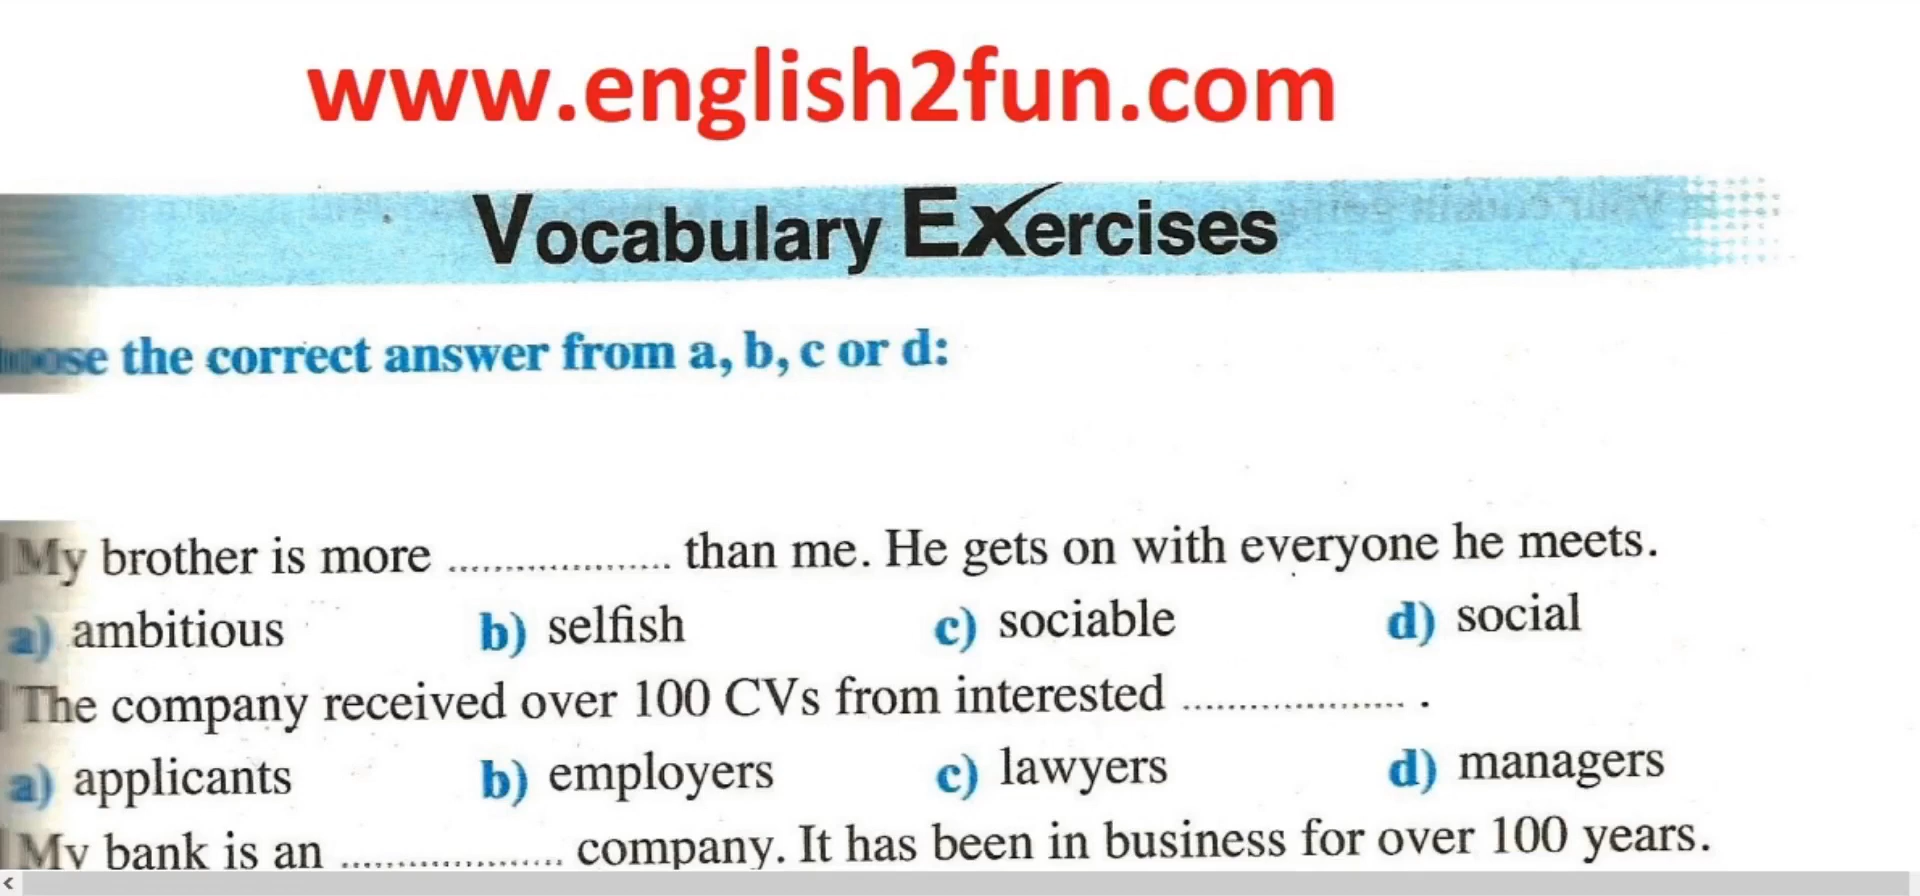 www.english2fun.com
Vocabulary Exercises
the correct answer from a, b, c or d:
My brother is more .................... than me. He gets on with everyone he meets.
a) ambitious b) selfish c) sociable d) social
The company received over 100 CVs from interested .................... .
a) applicants b) employers c) lawyers d) managers
My bank is an .................... company. It has been in business for over 100 years.